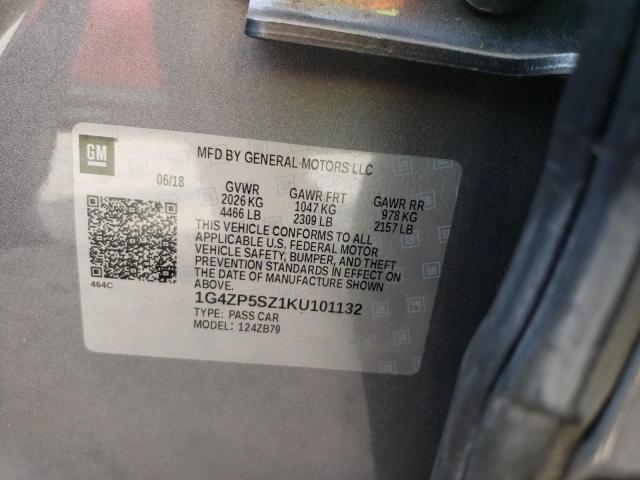 GM
MFD BY GENERAL MOTORS LLC
06/18
GVWR GAWR FRT GAWR RR
2026 KG 1047 KG 978 KG
4466 LB 2309 LB 2157 LB
THIS VEHICLE CONFORMS TO ALL
APPLICABLE U.S. FEDERAL MOTOR
VEHICLE SAFETY, BUMPER, AND THEFT
PREVENTION STANDARDS IN EFFECT ON
THE DATE OF MANUFACTURE SHOWN
ABOVE.
464C
1G4ZP5SZ1KU101132
TYPE: PASS CAR
MODEL: 124ZB79